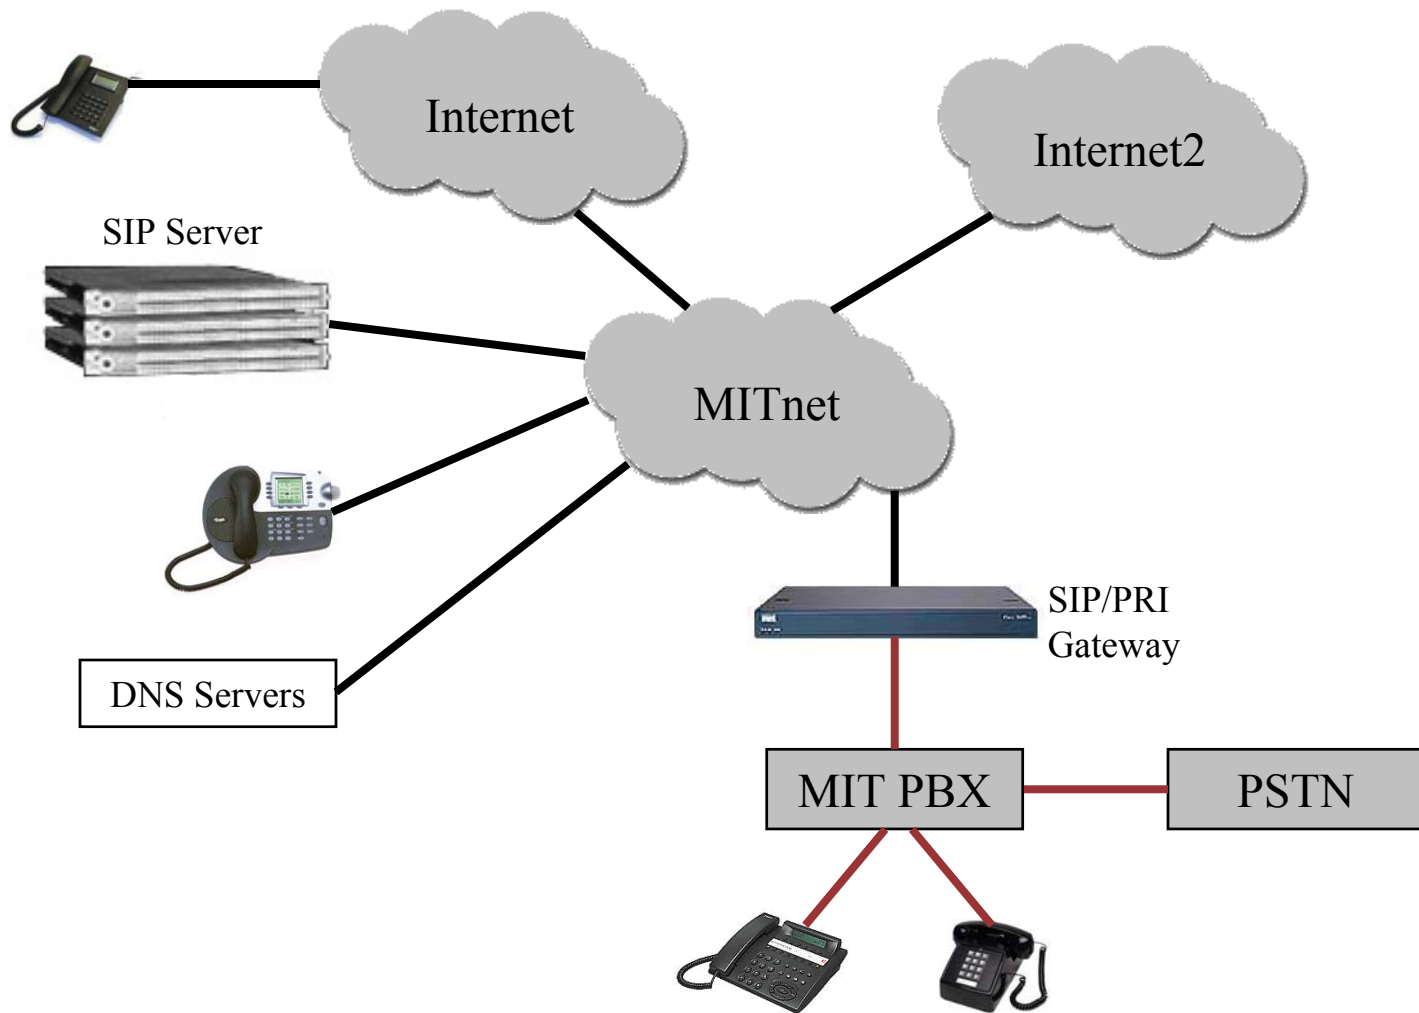 Internet
Internet2
SIP Server
MITnet
SIP/PRI
Gateway
DNS Servers
MIT PBX
PSTN